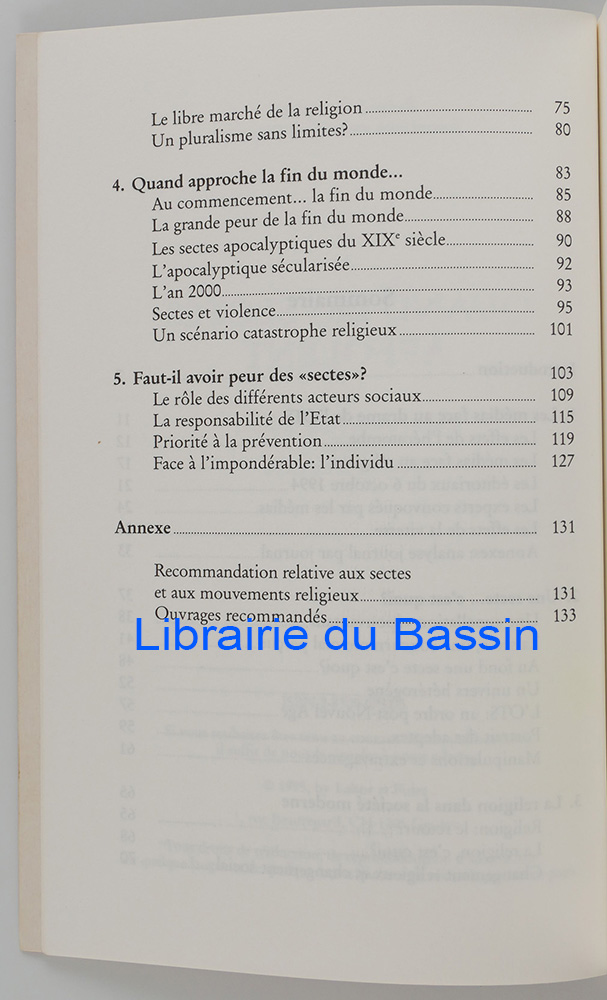 Le libre marché de la religion ........ 75
Un pluralisme sans limites? ........ 80
4. Quand approche la fin du monde... 83
Au commencement... la fin du monde ........ 85
La grande peur de la fin du monde ........ 88
Les sectes apocalyptiques du XIXe siècle ........ 90
L'apocalyptique sécularisée ........ 92
L'an 2000 ........ 93
Sectes et violence ........ 95
Un scénario catastrophe religieux ........ 101
5. Faut-il avoir peur des «sectes»? 103
Le rôle des différents acteurs sociaux ........ 109
La responsabilité de l'Etat ........ 115
Priorité à la prévention ........ 119
Face à l'impondérable: l'individu ........ 127
Annexe ........ 131
Recommandation relative aux sectes
et aux mouvements religieux ........ 131
Ouvrages recommandés ........ 133
Librairie du Bassin